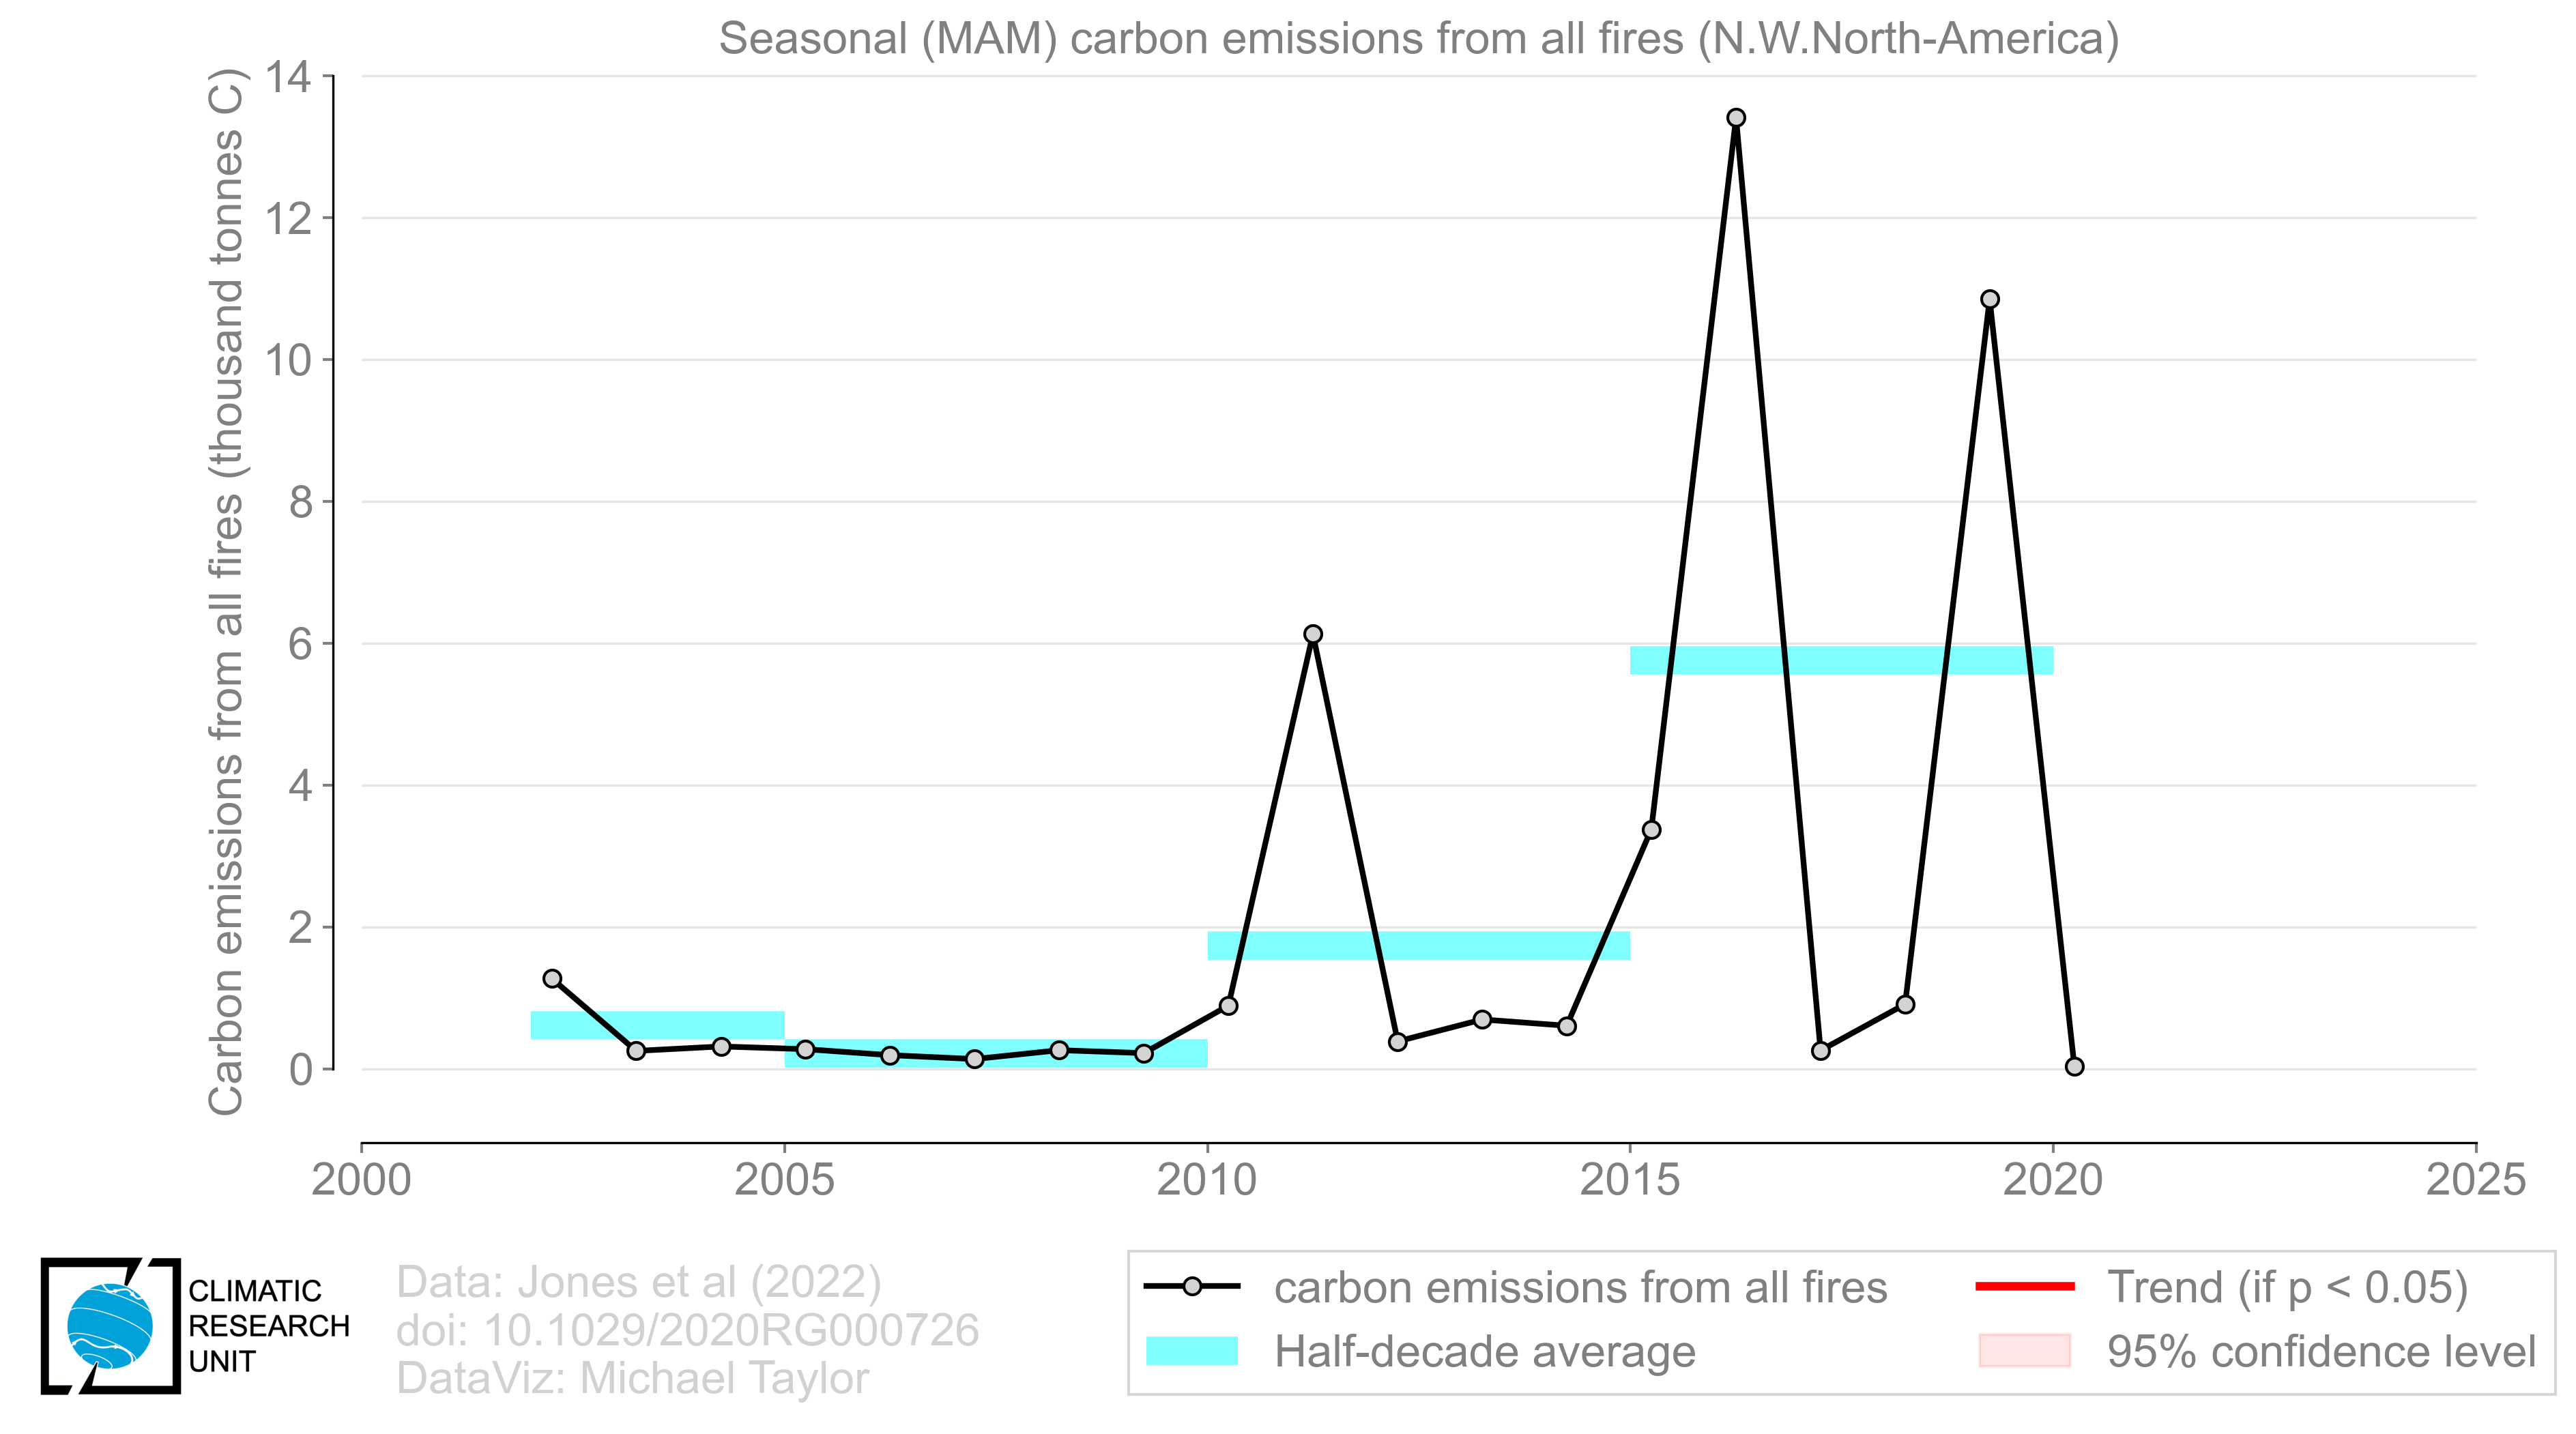 Seasonal (MAM) carbon emissions from all fires (N.W.North-America)
Carbon emissions from all fires (thousand tonnes C)
14
12
10
8
6
4
2
0
2000
2005
2010
2015
2020
2025
CLIMATIC
RESEARCH
UNIT
Data: Jones et al (2022)
doi: 10.1029/2020RG000726
DataViz: Michael Taylor
carbon emissions from all fires
Half-decade average
Trend (if p < 0.05)
95% confidence level